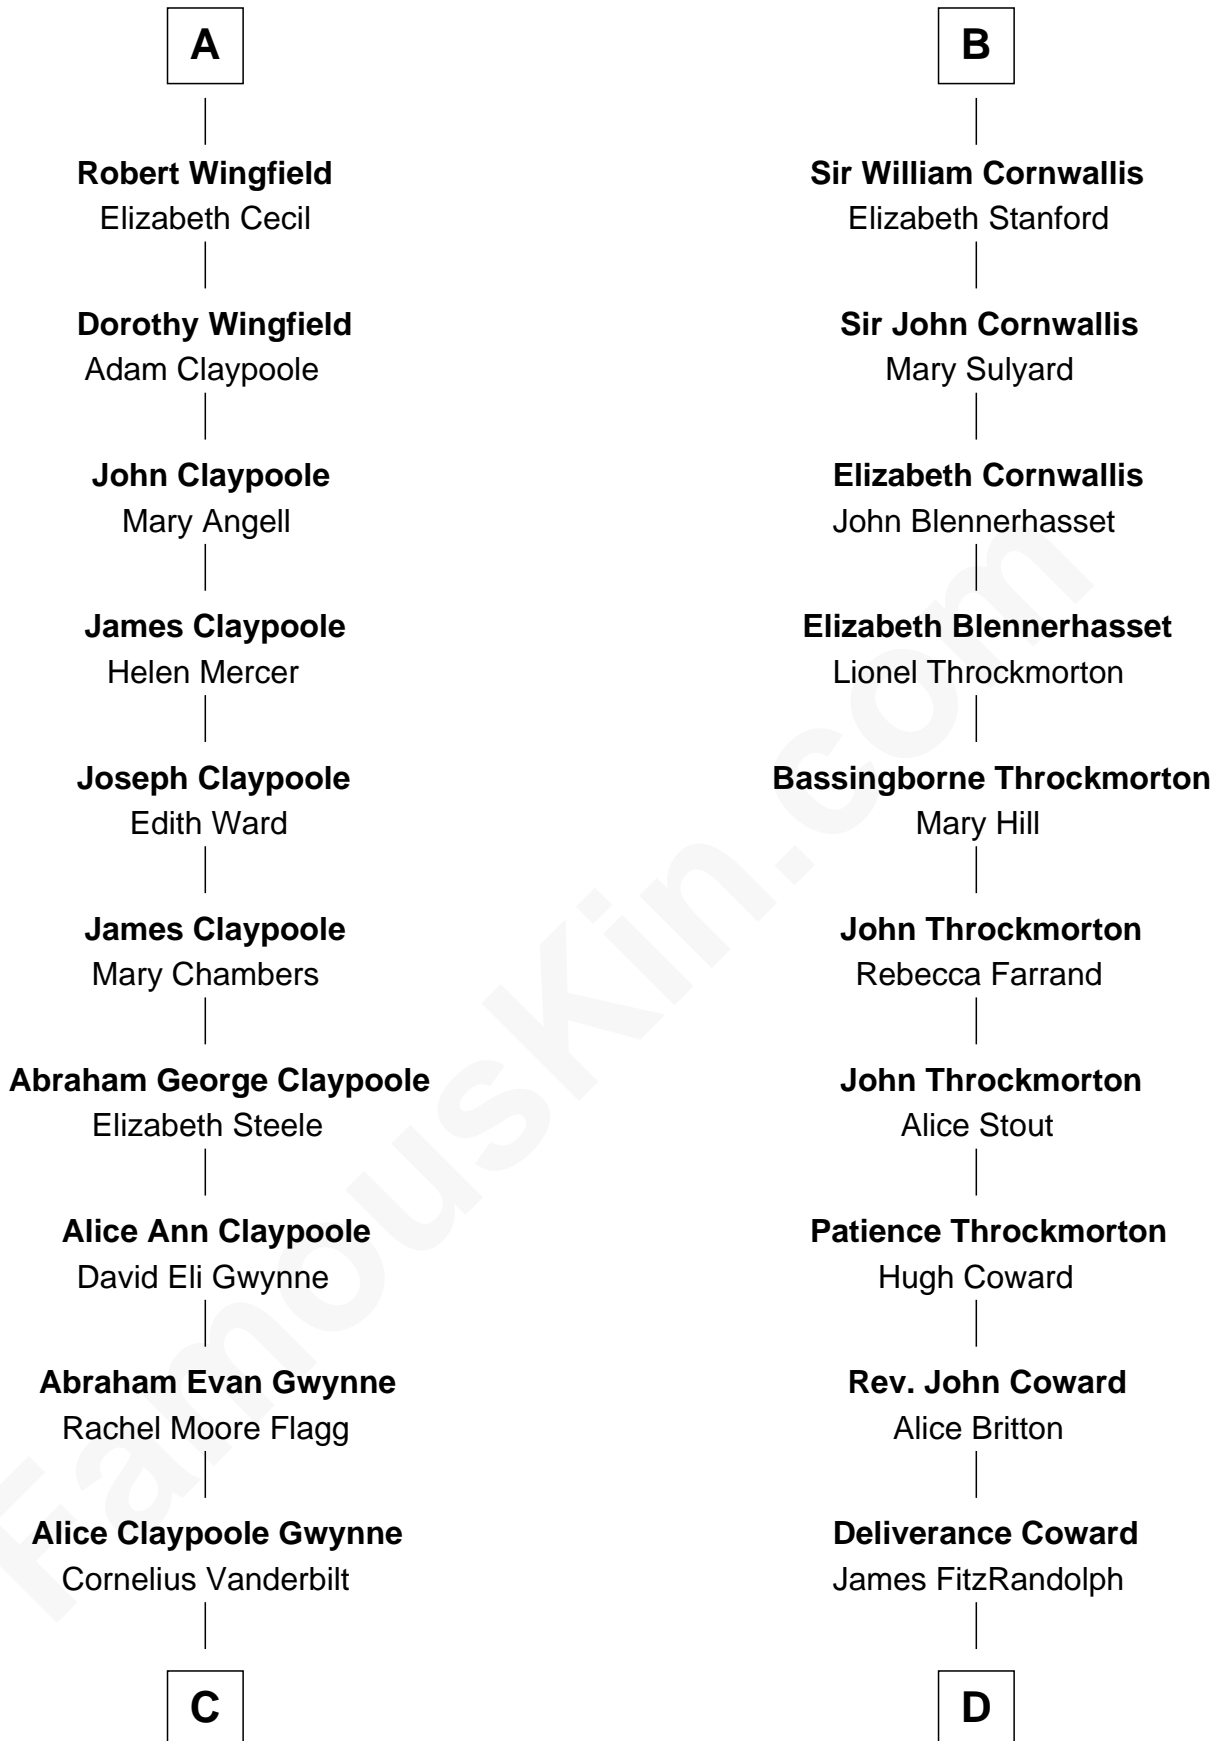 A
Robert Wingfield
Elizabeth Cecil
Dorothy Wingfield
Adam Claypoole
John Claypoole
Mary Angell
James Claypoole
Helen Mercer
Joseph Claypoole
Edith Ward
James Claypoole
Mary Chambers
Abraham George Claypoole
Elizabeth Steele
Alice Ann Claypoole
David Eli Gwynne
Abraham Evan Gwynne
Rachel Moore Flagg
Alice Claypoole Gwynne
Cornelius Vanderbilt
C
B
Sir William Cornwallis
Elizabeth Stanford
Sir John Cornwallis
Mary Sulyard
Elizabeth Cornwallis
John Blennerhasset
Elizabeth Blennerhasset
Lionel Throckmorton
Bassingborne Throckmorton
Mary Hill
John Throckmorton
Rebecca Farrand
John Throckmorton
Alice Stout
Patience Throckmorton
Hugh Coward
Rev. John Coward
Alice Britton
Deliverance Coward
James FitzRandolph
D
FamousKin.com